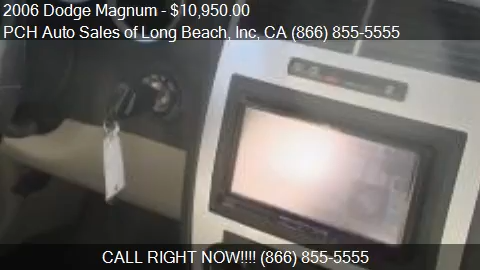 2006 Dodge Magnum - $10,950.00
PCH Auto Sales of Long Beach, Inc, CA (866) 855-5555
CALL RIGHT NOW!!!! (866) 855-5555